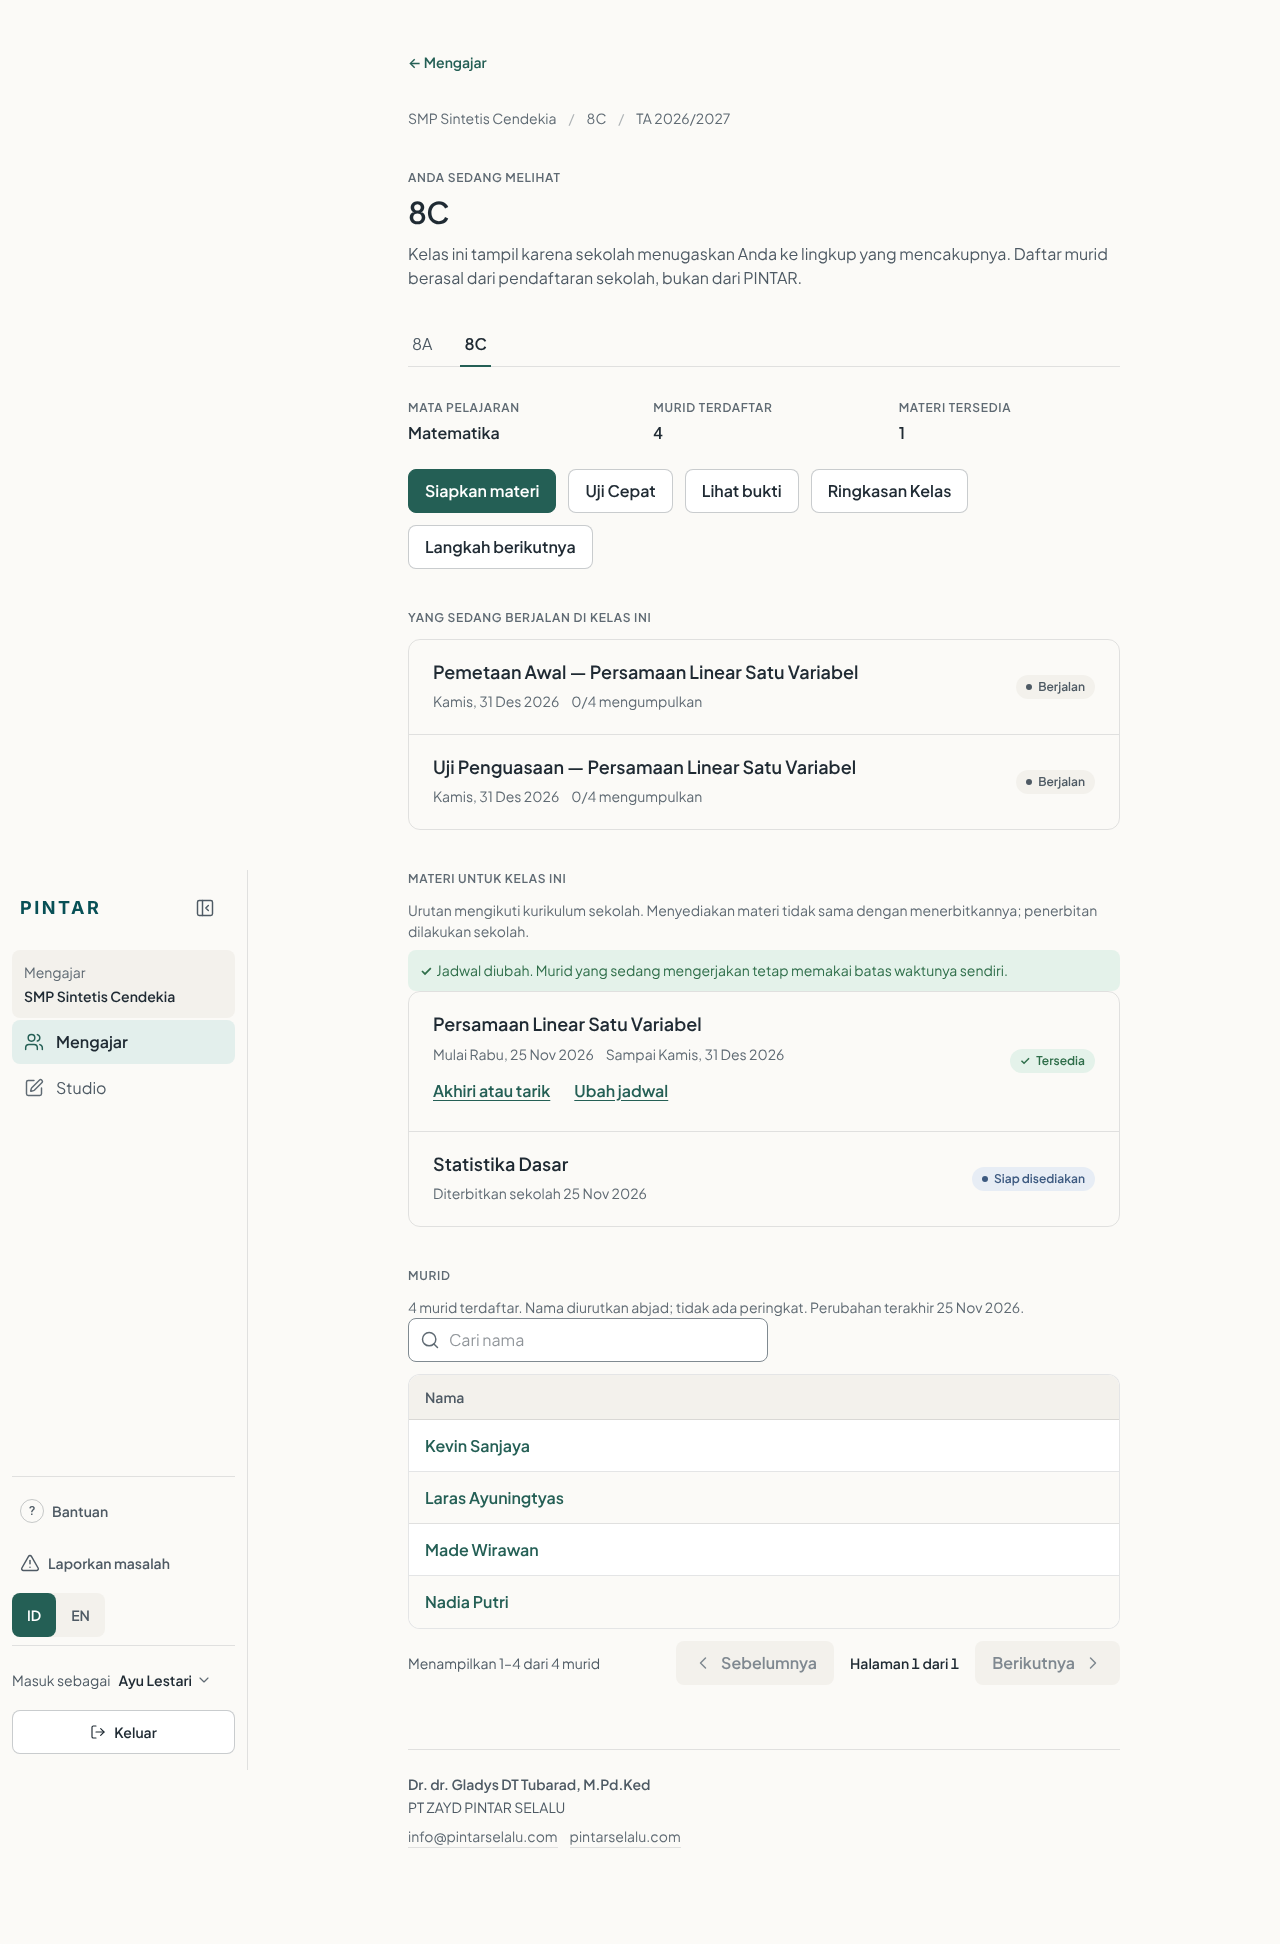 ← Mengajar
SMP Sintetis Cendekia / 8C / TA 2026/2027
ANDA SEDANG MELIHAT
8C
Kelas ini tampil karena sekolah menugaskan Anda ke lingkup yang mencakupnya. Daftar murid
berasal dari pendaftaran sekolah, bukan dari PINTAR.
8A 8C
MATA PELAJARAN MURID TERDAFTAR MATERI TERSEDIA
Matematika 4 1
Siapkan materi Uji Cepat Lihat bukti Ringkasan Kelas
Langkah berikutnya
YANG SEDANG BERJALAN DI KELAS INI
Pemetaan Awal — Persamaan Linear Satu Variabel
Kamis, 31 Des 2026 0/4 mengumpulkan
Berjalan
Uji Penguasaan — Persamaan Linear Satu Variabel
Kamis, 31 Des 2026 0/4 mengumpulkan
Berjalan
MATERI UNTUK KELAS INI
Urutan mengikuti kurikulum sekolah. Menyediakan materi tidak sama dengan menerbitkannya; penerbitan
dilakukan sekolah.
Jadwal diubah. Murid yang sedang mengerjakan tetap memakai batas waktunya sendiri.
Persamaan Linear Satu Variabel
Mulai Rabu, 25 Nov 2026 Sampai Kamis, 31 Des 2026
Tersedia
Akhiri atau tarik Ubah jadwal
Statistika Dasar
Diterbitkan sekolah 25 Nov 2026
Siap disediakan
MURID
4 murid terdaftar. Nama diurutkan abjad; tidak ada peringkat. Perubahan terakhir 25 Nov 2026.
Cari nama
Nama
Kevin Sanjaya
Laras Ayuningtyas
Made Wirawan
Nadia Putri
Menampilkan 1–4 dari 4 murid Sebelumnya Halaman 1 dari 1 Berikutnya
Dr. dr. Gladys DT Tubarad, M.Pd.Ked
PT ZAYD PINTAR SELALU
info@pintarselalu.com pintarselalu.com
PINTAR
Mengajar
SMP Sintetis Cendekia
Mengajar
Studio
? Bantuan
Laporkan masalah
ID EN
Masuk sebagai Ayu Lestari
Keluar